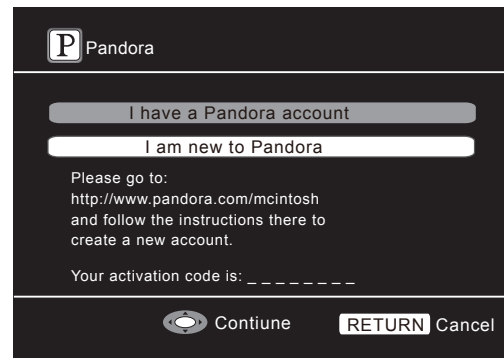 P Pandora
I have a Pandora account
I am new to Pandora
Please go to:
http://www.pandora.com/mcintosh
and follow the instructions there to
create a new account.
Your activation code is: _ _ _ _ _ _ _ _
Contiune RETURN Cancel